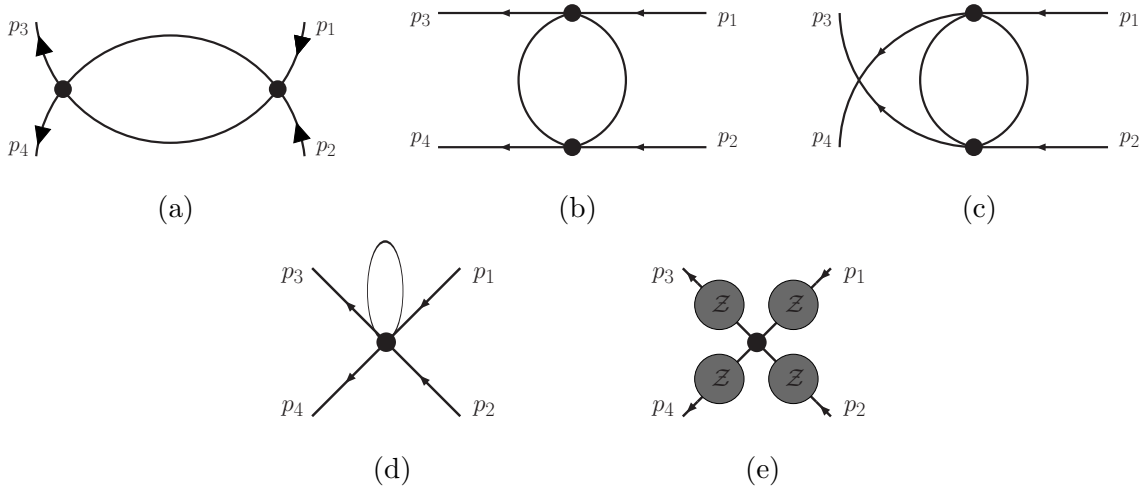 p₃ p₁ p₃ p₁ p₃ p₁
p₄ p₂ p₄ p₂ p₄ p₂
(a) (b) (c)
p₃ p₁ p₃ 𝒵 𝒵 p₁
p₄ p₂ p₄ 𝒵 𝒵 p₂
(d) (e)